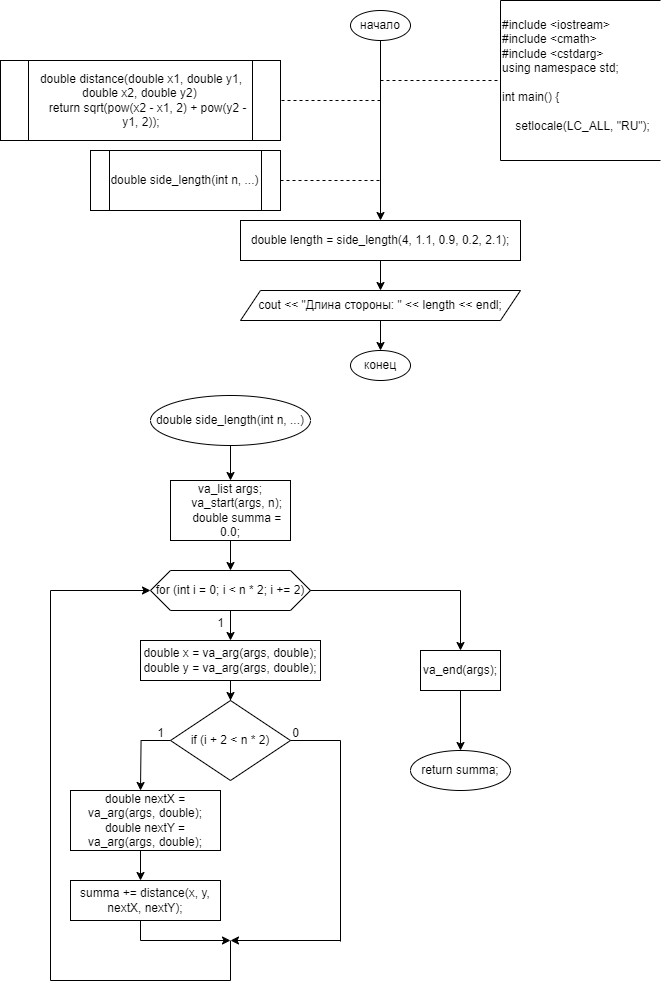 начало
#include <iostream>
#include <cmath>
#include <cstdarg>
using namespace std;
int main() {
setlocale(LC_ALL, "RU");
double distance(double x1, double y1,
double x2, double y2)
return sqrt(pow(x2 - x1, 2) + pow(y2 -
y1, 2));
double side_length(int n, ...)
double length = side_length(4, 1.1, 0.9, 0.2, 2.1);
cout << "Длина стороны: " << length << endl;
конец
double side_length(int n, ...)
va_list args;
va_start(args, n);
double summa =
0.0;
for (int i = 0; i < n * 2; i += 2)
1
double x = va_arg(args, double);
double y = va_arg(args, double);
va_end(args);
if (i + 2 < n * 2)
1
0
return summa;
double nextX =
va_arg(args, double);
double nextY =
va_arg(args, double);
summa += distance(x, y,
nextX, nextY);